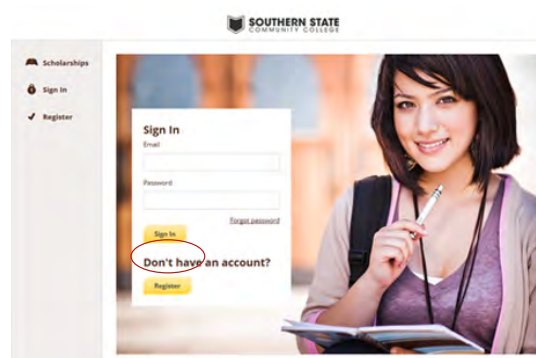 SOUTHERN STATE
COMMUNITY COLLEGE
Scholarships
Sign In
Register
Sign In
Email
Password
Forgot password
Sign In
Don't have an account?
Register